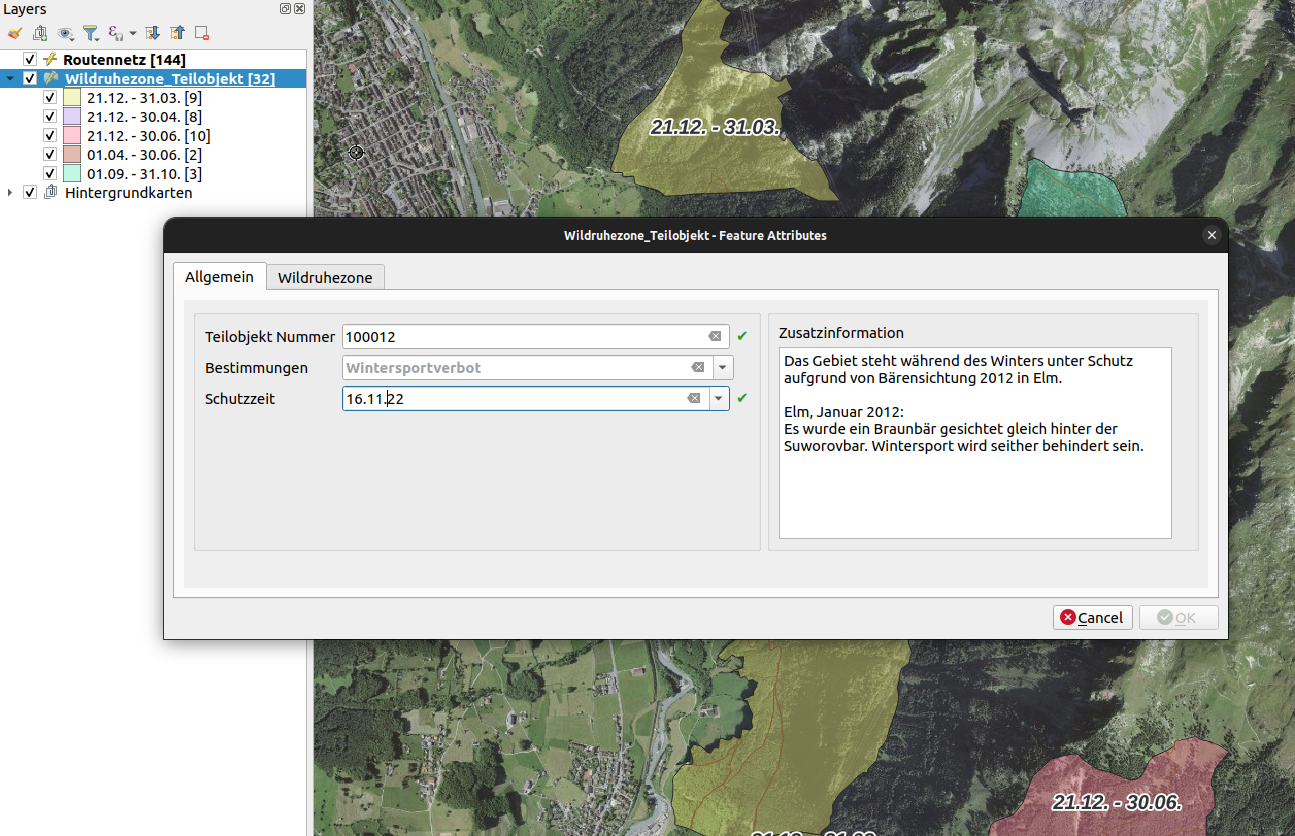 Layers
Routennetz [144]
Wildruhezone_Teilobjekt [32]
21.12. - 31.03. [9]
21.12. - 30.04. [8]
21.12. - 30.06. [10]
01.04. - 30.06. [2]
01.09. - 31.10. [3]
Hintergrundkarten
21.12. - 31.03.
Wildruhezone_Teilobjekt - Feature Attributes
Allgemein
Wildruhezone
Teilobjekt Nummer
100012
Bestimmungen
Wintersportverbot
Schutzzeit
16.11.22
Zusatzinformation
Das Gebiet steht während des Winters unter Schutz
aufgrund von Bärensichtung 2012 in Elm.
Elm, Januar 2012:
Es wurde ein Braunbär gesichtet gleich hinter der
Suworovbar. Wintersport wird seither behindert sein.
Cancel
OK
21.12. - 30.06.